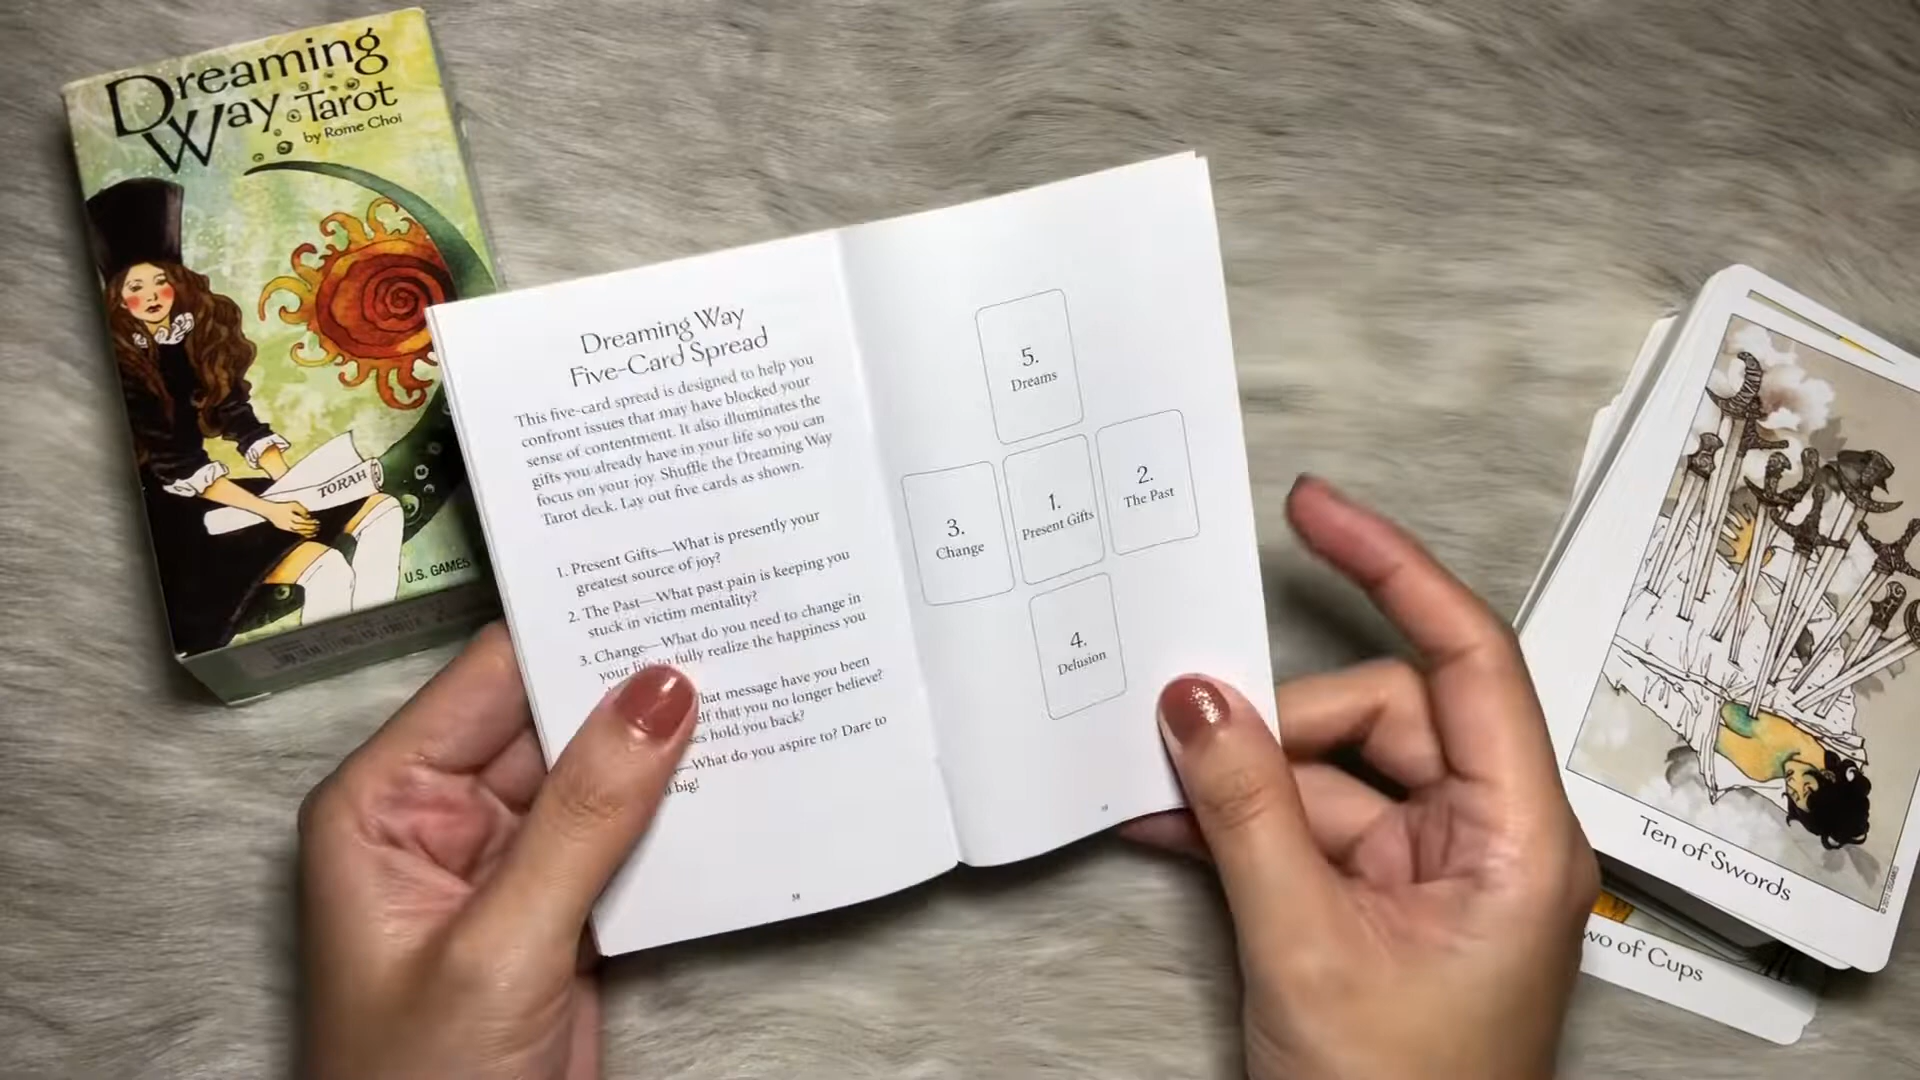 Dreaming
Way Tarot
by Rome Choi
TORAH
U.S. GAMES
Dreaming Way
Five-Card Spread
This five-card spread is designed to help you
confront issues that may have blocked your
sense of contentment. It also illuminates the
gifts you already have in your life so you can
focus on your joy. Shuffle the Dreaming Way
Tarot deck. Lay out five cards as shown.
1. Present Gifts—What is presently your
greatest source of joy?
2. The Past—What past pain is keeping you
stuck in victim mentality?
3. Change—What do you need to change in
your life to fully realize the happiness you
hat message have you been
elf that you no longer believe?
ses hold you back?
—What do you aspire to? Dare to
big!
58
5.
Dreams
3.
Change
1.
Present Gifts
2.
The Past
4.
Delusion
Ten of Swords
wo of Cups